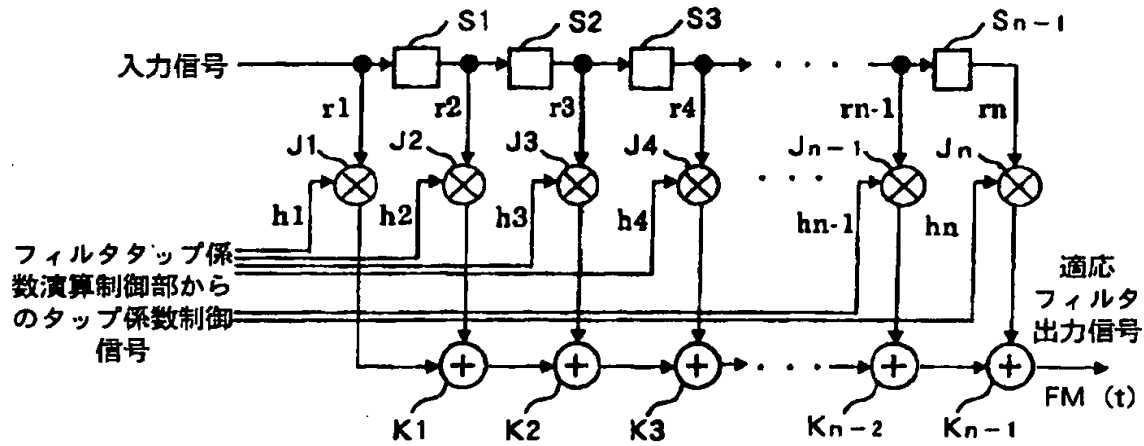 S1
S2
S3
Sn-1
入力信号
r1
r2
r3
r4
rn-1
rn
J1
J2
J3
J4
Jn-1
Jn
h1
h2
h3
h4
hn-1
hn
フィルタタップ係
数演算制御部から
のタップ係数制御
信号
適応
フィルタ
出力信号
FM (t)
K1
K2
K3
Kn-2
Kn-1